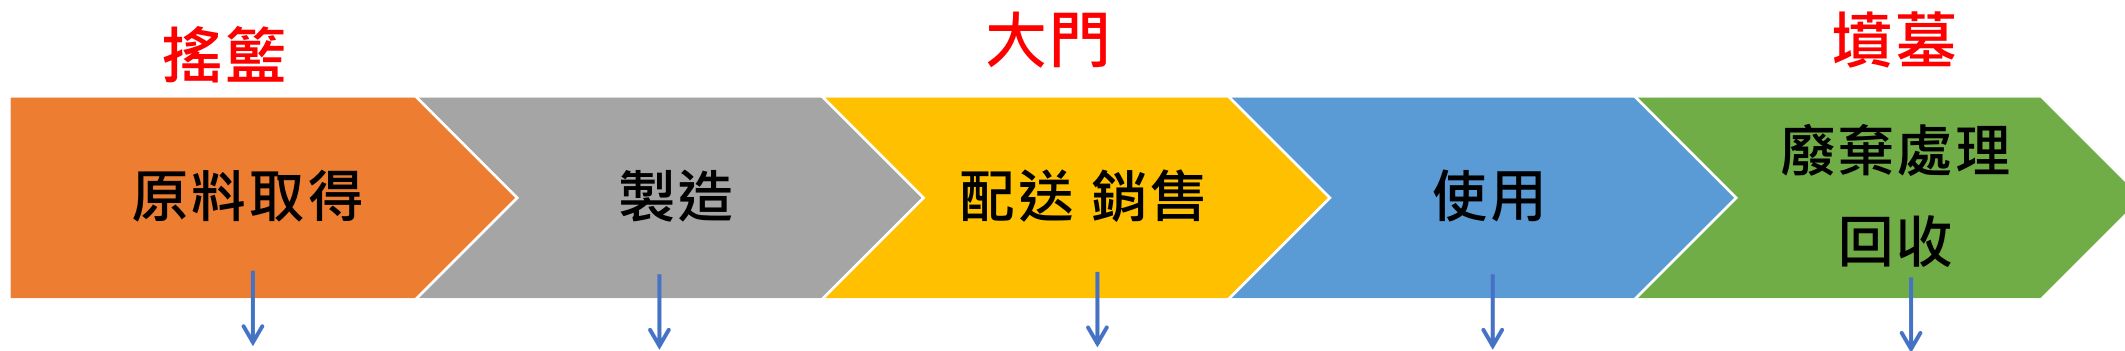 搖籃
大門
墳墓
原料取得
製造
配送 銷售
使用
廢棄處理
回收